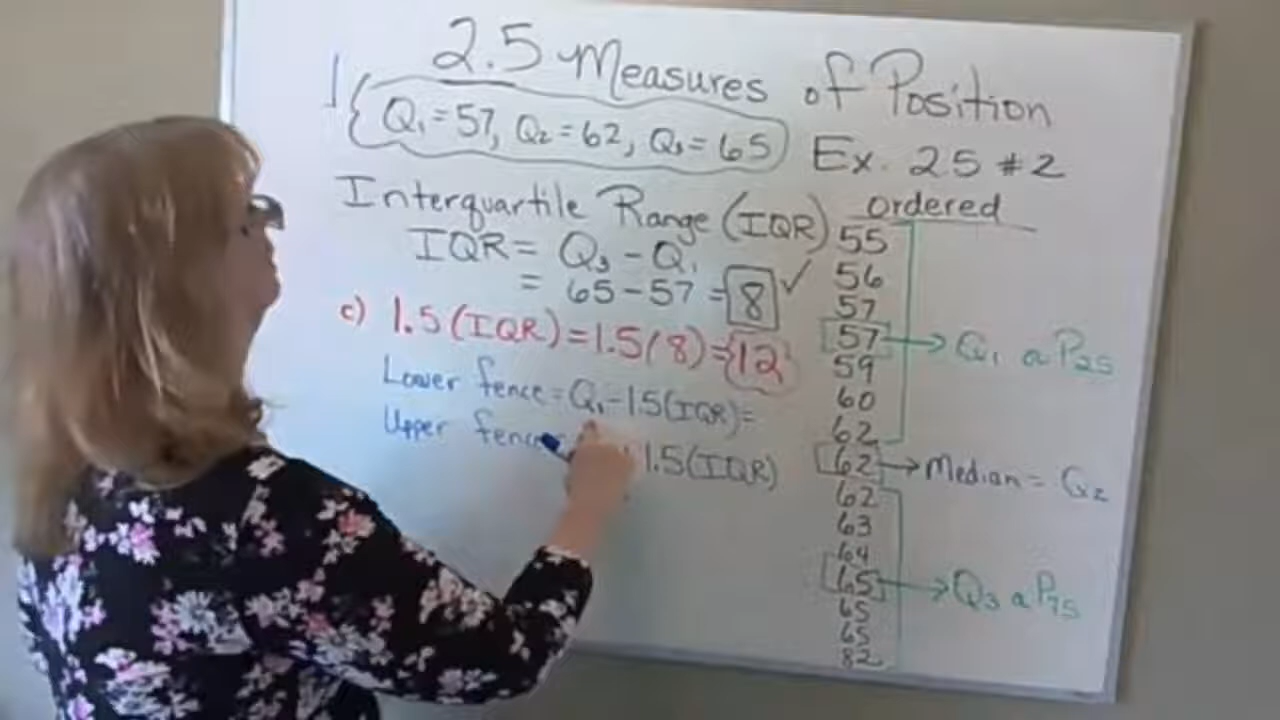 2.5 Measures of Position
Q₁ = 57, Q₂ = 62, Q₃ = 65
Ex. 2.5 #2
Interquartile Range (IQR)
IQR = Q₃ - Q₁
= 65 - 57 = 8 ✓
c) 1.5(IQR) = 1.5(8) = 12
Lower fence = Q₁ - 1.5(IQR) =
Upper fence 1.5(IQR)
ordered
55
56
57
57 → Q₁ a P₂₅
59
60
62
62 → Median = Q₂
62
63
64
65 → Q₃ a P₇₅
65
65
82